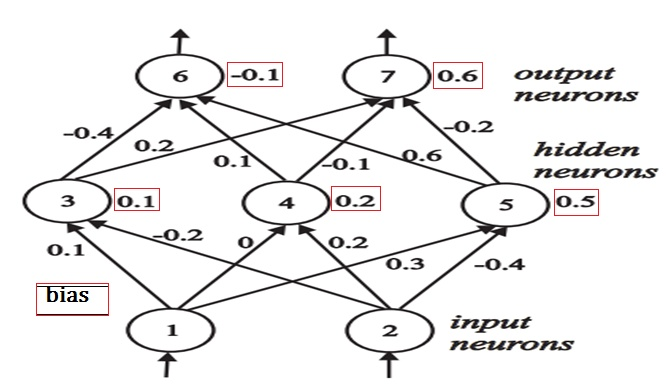 6 -0.1 7 0.6 output
neurons
-0.4 0.2 0.1 -0.1 0.6 -0.2
hidden
neurons
3 0.1 4 0.2 5 0.5
0.1 -0.2 0 0.2 0.3 -0.4
bias
1 2 input
neurons